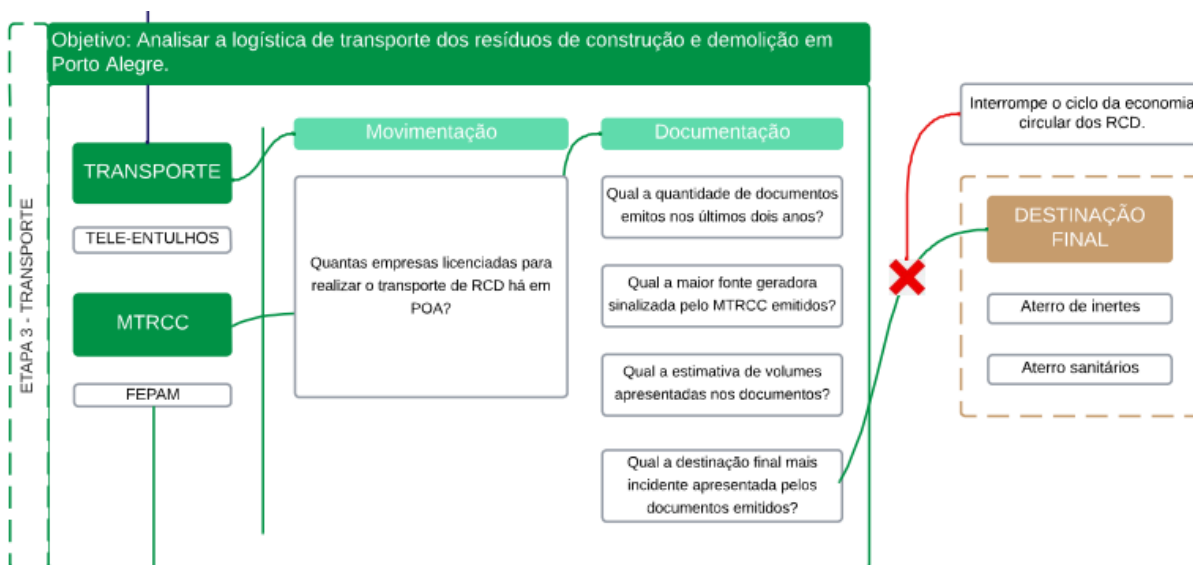 Objetivo: Analisar a logística de transporte dos resíduos de construção e demolição em
Porto Alegre.
ETAPA 3 - TRANSPORTE
TRANSPORTE
TELE-ENTULHOS
MTRCC
FEPAM
Movimentação
Quantas empresas licenciadas para
realizar o transporte de RCD há em
POA?
Documentação
Qual a quantidade de documentos
emitos nos últimos dois anos?
Qual a maior fonte geradora
sinalizada pelo MTRCC emitidos?
Qual a estimativa de volumes
apresentadas nos documentos?
Qual a destinação final mais
incidente apresentada pelos
documentos emitidos?
Interrompe o ciclo da economia
circular dos RCD.
DESTINAÇÃO
FINAL
Aterro de inertes
Aterro sanitários